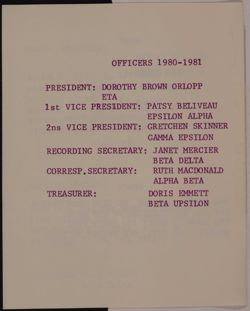 OFFICERS 1980-1981
PRESIDENT: DOROTHY BROWN ORLOPP
ETA
1st VICE PRESIDENT: PATSY BELIVEAU
EPSILON ALPHA
2ns VICE PRESIDENT: GRETCHEN SKINNER
GAMMA EPSILON
RECORDING SECRETARY: JANET MERCIER
BETA DELTA
CORRESP.SECRETARY: RUTH MACDONALD
ALPHA BETA
TREASURER: DORIS EMMETT
BETA UPSILON